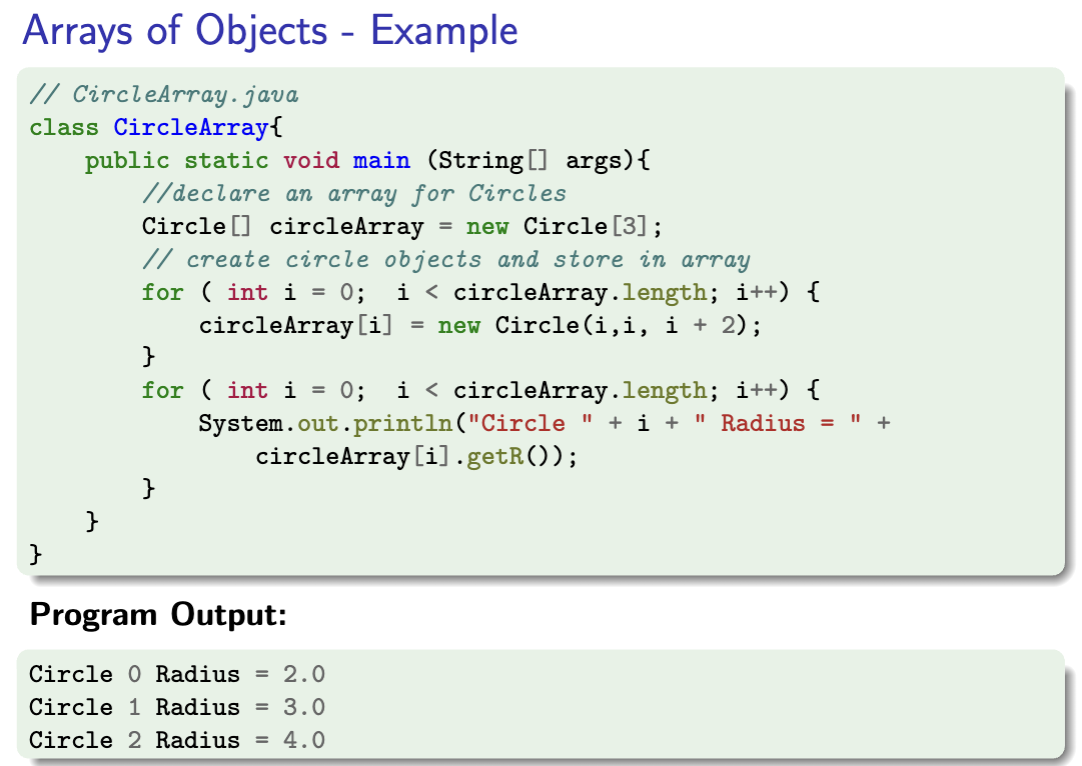 Arrays of Objects - Example
// CircleArray.java
class CircleArray{
    public static void main (String[] args){
        //declare an array for Circles
        Circle[] circleArray = new Circle[3];
        // create circle objects and store in array
        for ( int i = 0;  i < circleArray.length; i++) {
            circleArray[i] = new Circle(i,i, i + 2);
        }
        for ( int i = 0;  i < circleArray.length; i++) {
            System.out.println("Circle " + i + " Radius = " +
                circleArray[i].getR());
        }
    }
}
Program Output:
Circle 0 Radius = 2.0
Circle 1 Radius = 3.0
Circle 2 Radius = 4.0